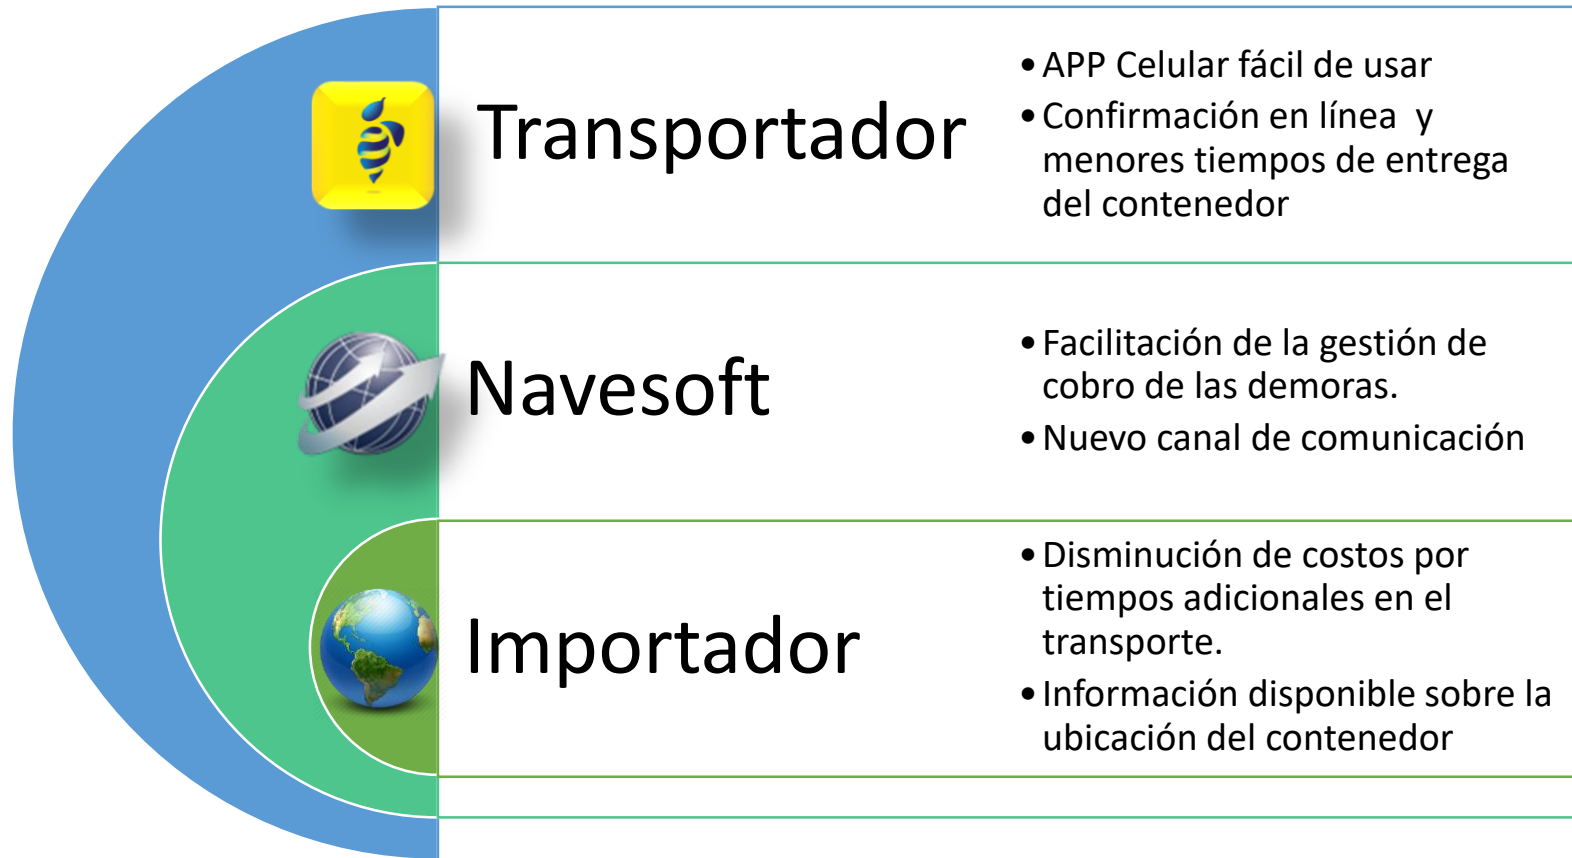 Transportador
• APP Celular fácil de usar
• Confirmación en línea  y
menores tiempos de entrega
del contenedor
Navesoft
• Facilitación de la gestión de
cobro de las demoras.
• Nuevo canal de comunicación
Importador
• Disminución de costos por
tiempos adicionales en el
transporte.
• Información disponible sobre la
ubicación del contenedor